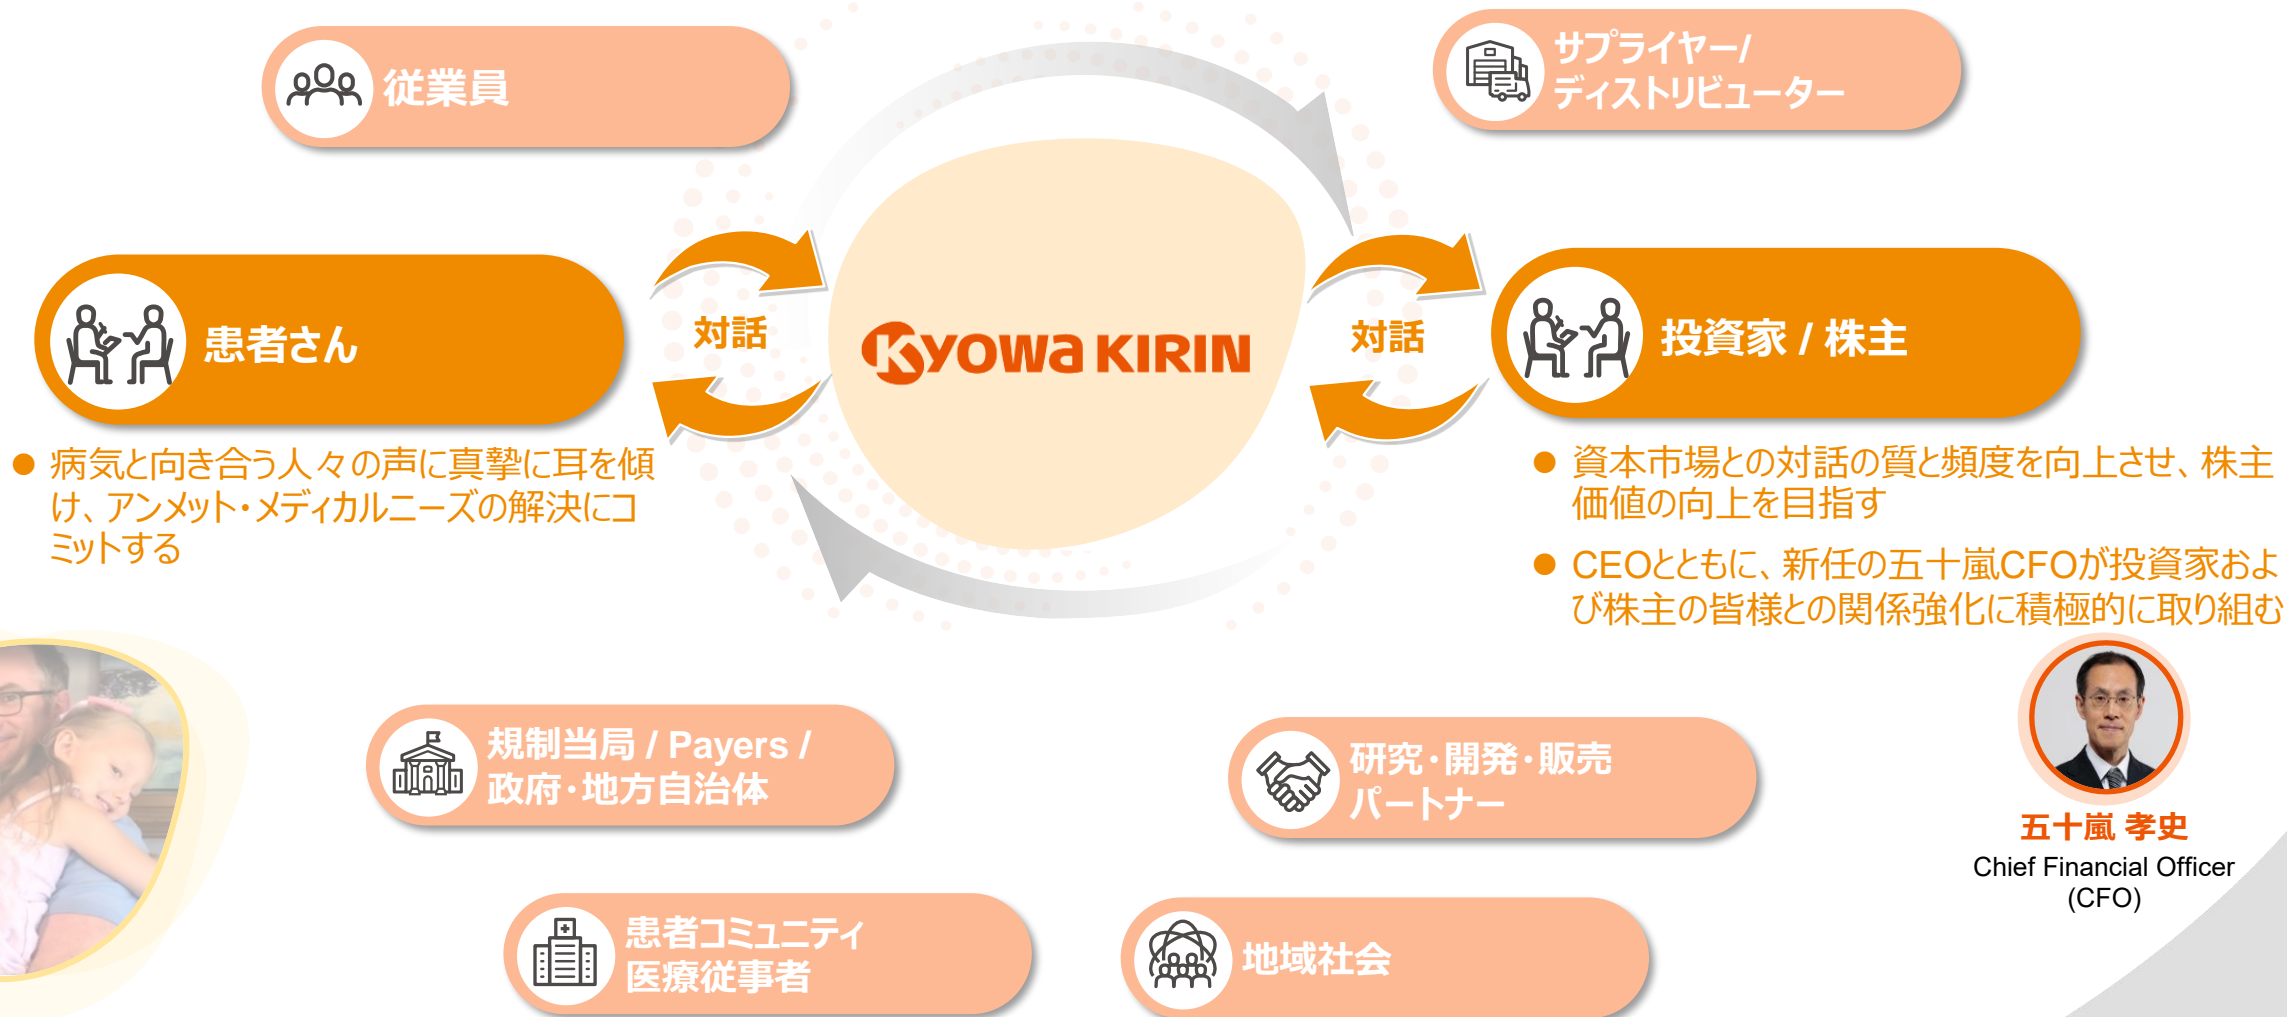 従業員
サプライヤー/
ディストリビューター
患者さん
対話
KYOWa KIRIN
対話
投資家 / 株主
● 病気と向き合う人々の声に真摯に耳を傾
け、アンメット・メディカルニーズの解決にコ
ミットする
● 資本市場との対話の質と頻度を向上させ、株主
価値の向上を目指す
● CEOとともに、新任の五十嵐CFOが投資家およ
び株主の皆様との関係強化に積極的に取り組む
規制当局 / Payers /
政府・地方自治体
研究・開発・販売
パートナー
五十嵐 孝史
Chief Financial Officer
(CFO)
患者コミュニティ
医療従事者
地域社会